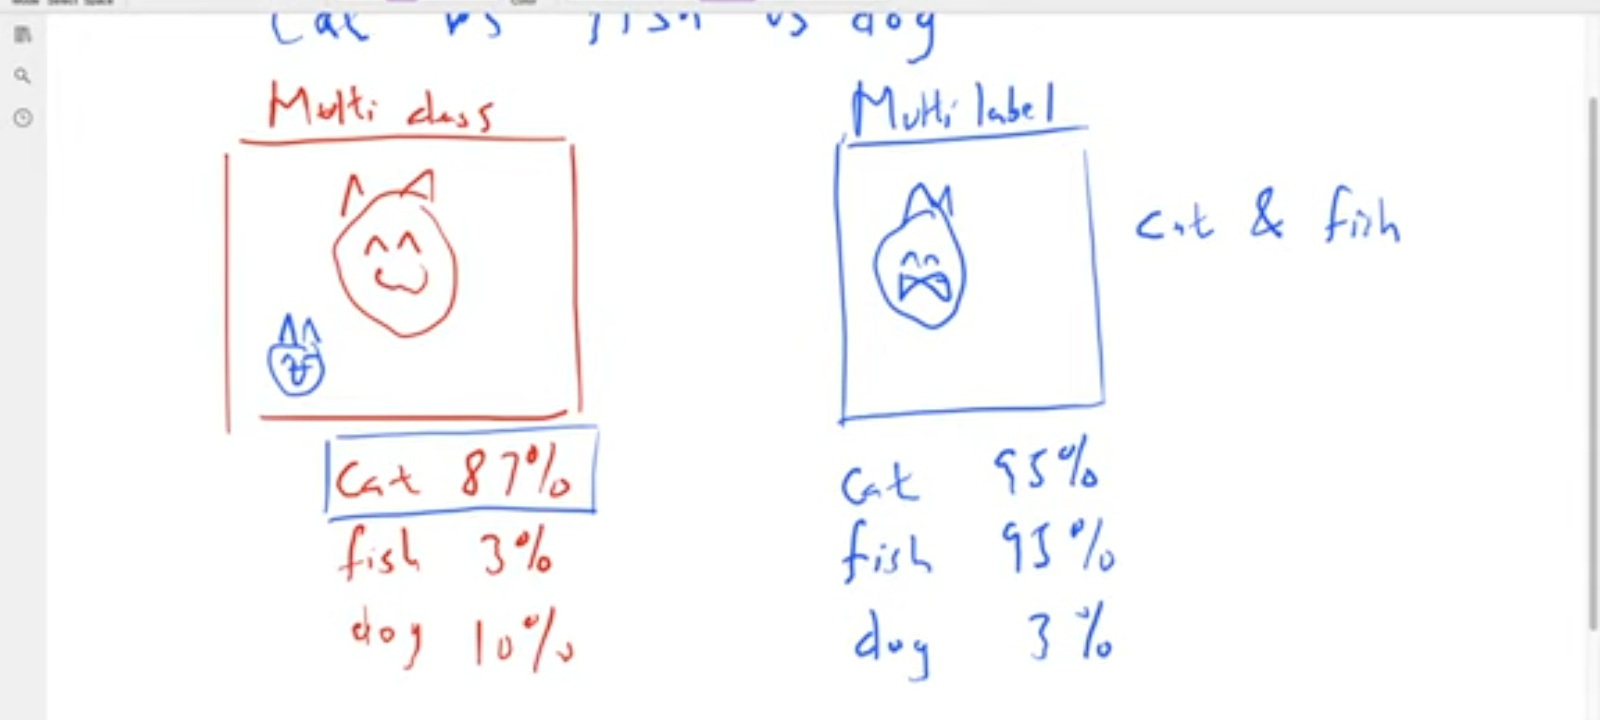 Cat vs fish vs dog
Multi class
Multi label
cat & fish
Cat 87%
fish 3%
dog 10%
Cat 95%
fish 95%
dog 3%